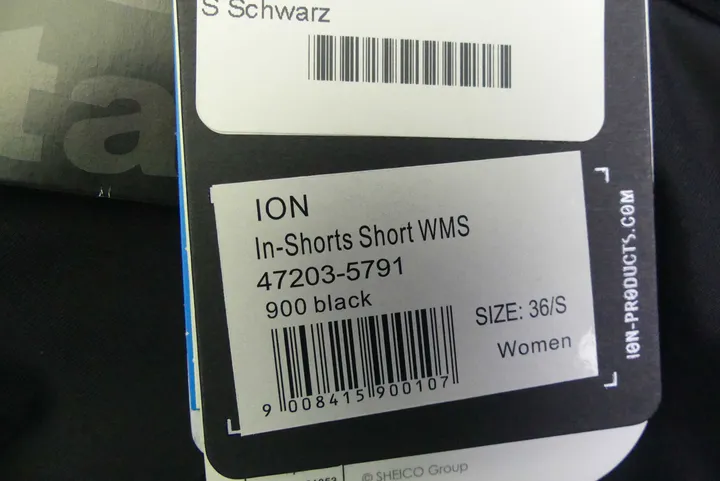 ta
S Schwarz
ION
In-Shorts Short WMS
47203-5791
900 black
SIZE: 36/S
Women
9 008415 900107
ION-PRODUCTS.COM
© SHEICO Group